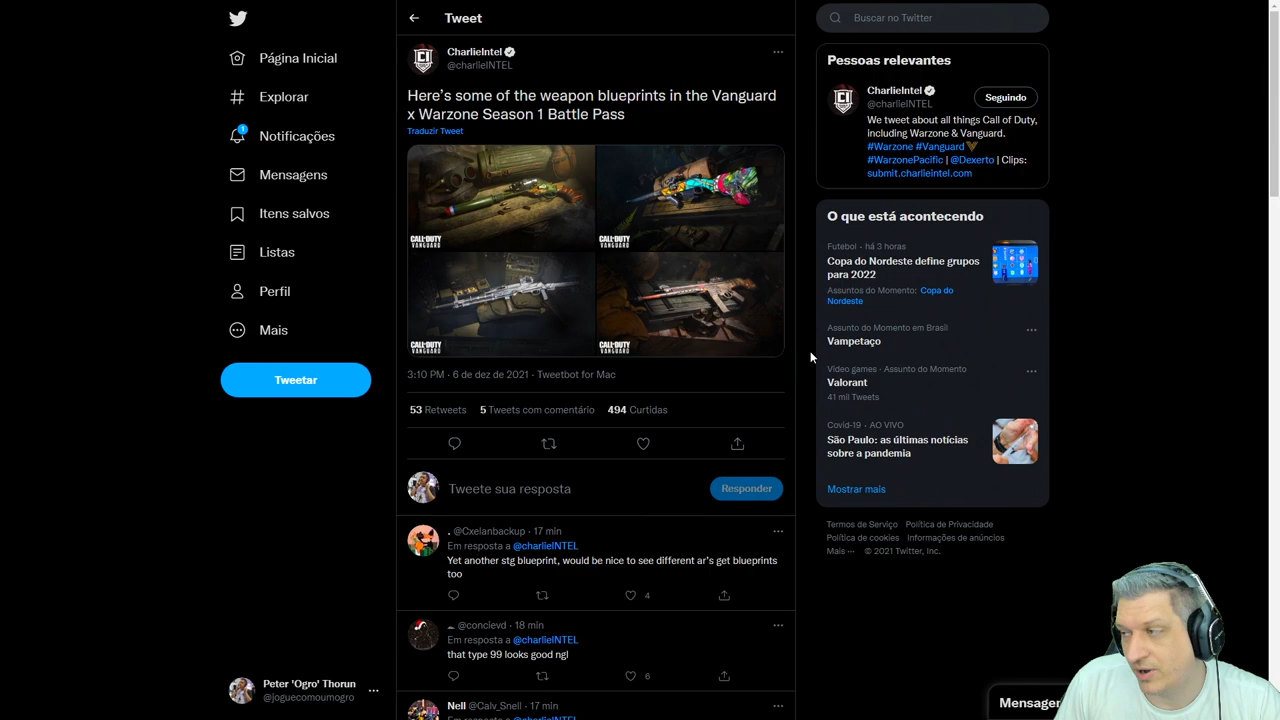 Página Inicial
Explorar
1
Notificações
Mensagens
Itens salvos
Listas
Perfil
Mais
Tweetar
Peter 'Ogro' Thorun
@joguecomoumogro
Tweet
CharlieIntel
@charlieINTEL
Here's some of the weapon blueprints in the Vanguard
x Warzone Season 1 Battle Pass
Traduzir Tweet
CALL OF DUTY
VANGUARD
CALL OF DUTY
VANGUARD
CALL OF DUTY
VANGUARD
CALL OF DUTY
VANGUARD
3:10 PM · 6 de dez de 2021 · Tweetbot for Mac
53 Retweets 5 Tweets com comentário 494 Curtidas
Tweete sua resposta
Responder
. @Cxelanbackup · 17 min
Em resposta a @charlieINTEL
Yet another stg blueprint, would be nice to see different ar's get blueprints
too
4
@concievd · 18 min
Em resposta a @charlieINTEL
that type 99 looks good ngl
6
Nell @Calv_Snell · 17 min
Em resposta a @charlieINTEL
Buscar no Twitter
Pessoas relevantes
CharlieIntel
@charlieINTEL
Seguindo
We tweet about all things Call of Duty,
including Warzone & Vanguard.
#Warzone #Vanguard
#WarzonePacific | @Dexerto | Clips:
submit.charlieintel.com
O que está acontecendo
Futebol · há 3 horas
Copa do Nordeste define grupos
para 2022
Assuntos do Momento: Copa do
Nordeste
Assunto do Momento em Brasil
Vampetaço
Video games · Assunto do Momento
Valorant
41 mil Tweets
Covid-19 · AO VIVO
São Paulo: as últimas notícias
sobre a pandemia
Mostrar mais
Termos de Serviço Política de Privacidade
Política de cookies Informações de anúncios
Mais ··· © 2021 Twitter, Inc.